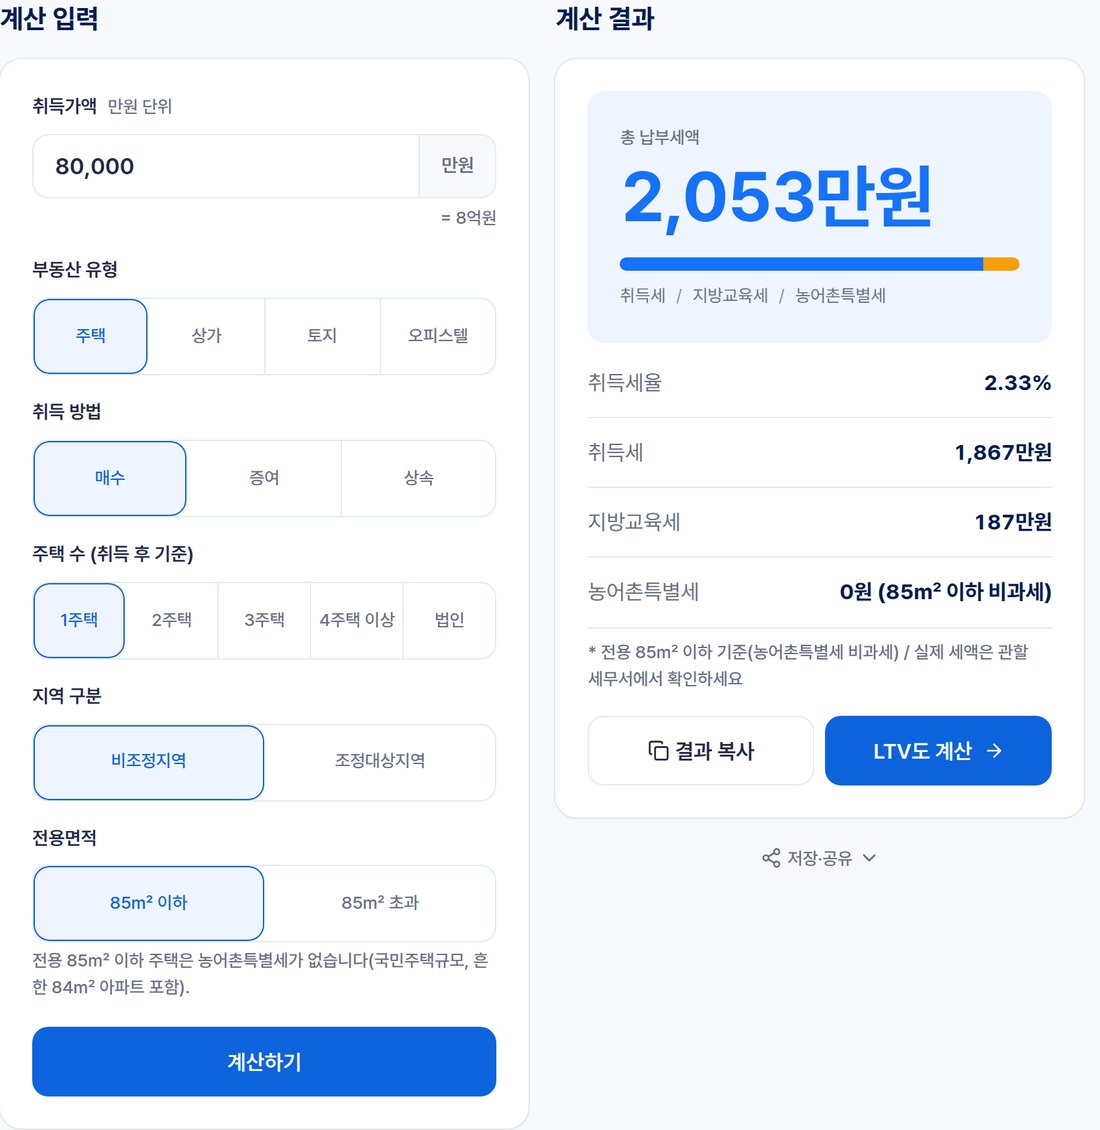 계산 입력
취득가액 만원 단위
80,000 만원
= 8억원
부동산 유형
주택 상가 토지 오피스텔
취득 방법
매수 증여 상속
주택 수 (취득 후 기준)
1주택 2주택 3주택 4주택 이상 법인
지역 구분
비조정지역 조정대상지역
전용면적
85m² 이하 85m² 초과
전용 85m² 이하 주택은 농어촌특별세가 없습니다(국민주택규모, 흔
한 84m² 아파트 포함).
계산하기
계산 결과
총 납부세액
2,053만원
취득세 / 지방교육세 / 농어촌특별세
취득세율 2.33%
취득세 1,867만원
지방교육세 187만원
농어촌특별세 0원 (85m² 이하 비과세)
* 전용 85m² 이하 기준(농어촌특별세 비과세) / 실제 세액은 관할
세무서에서 확인하세요
결과 복사 LTV도 계산 →
저장·공유